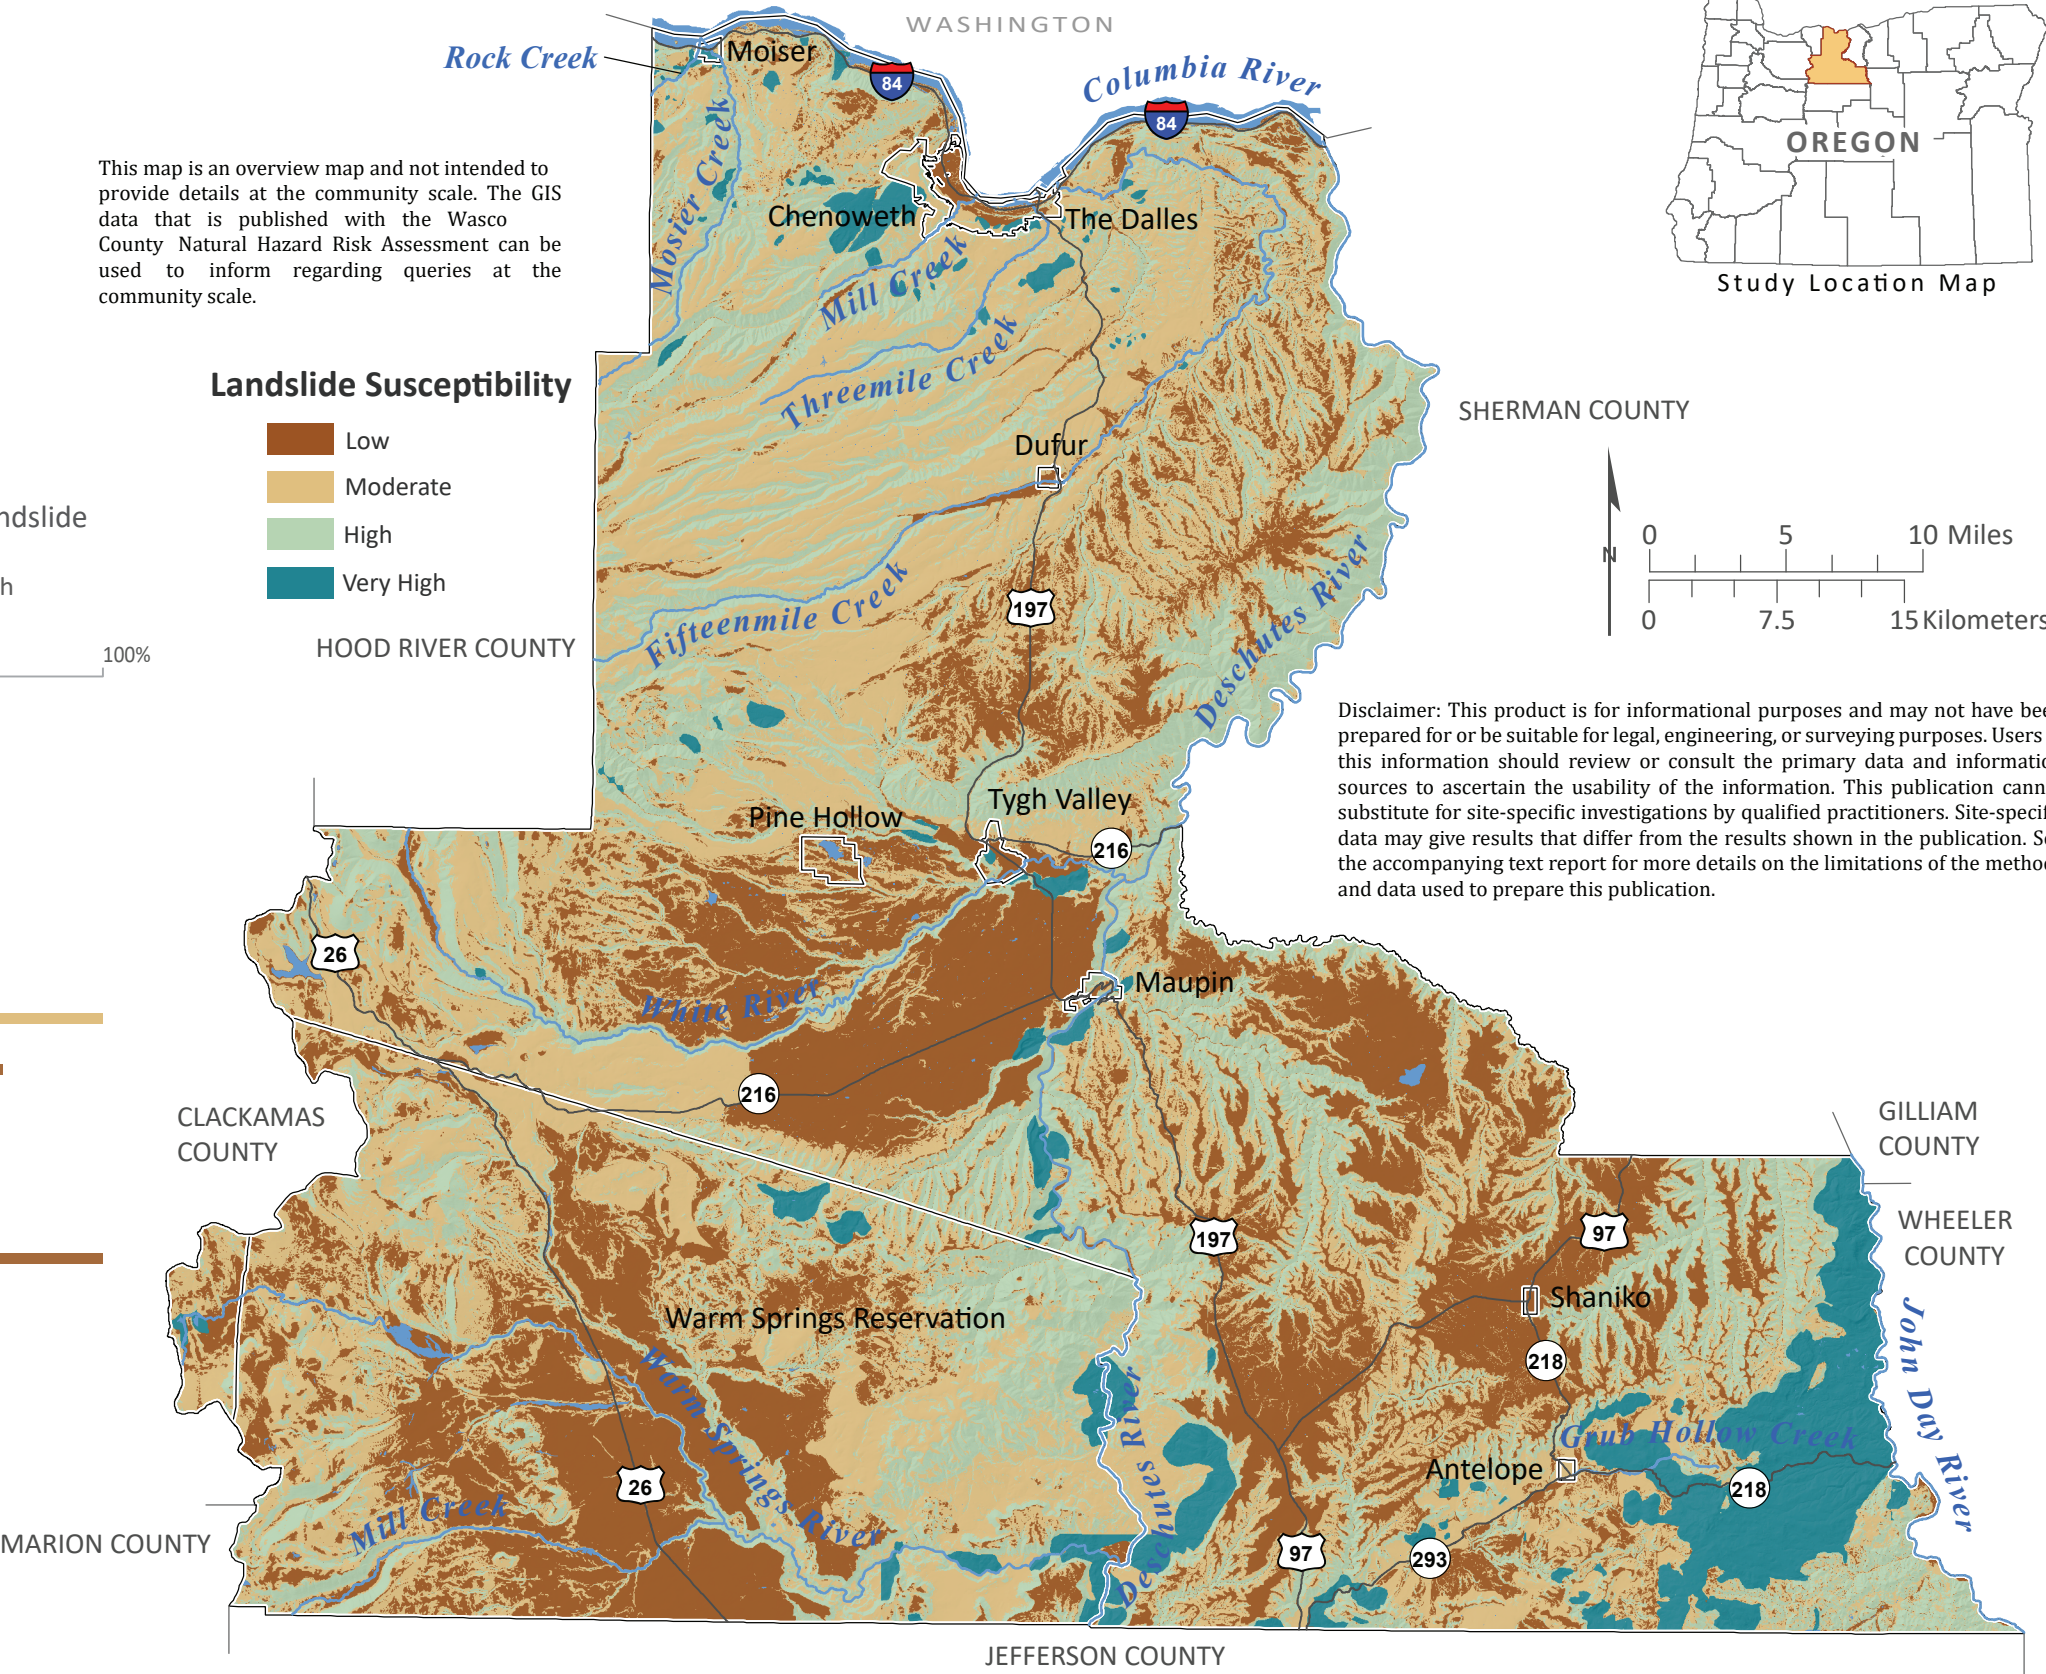 WASHINGTON
Rock Creek
Moiser
84
Columbia River
84
OREGON
Study Location Map
This map is an overview map and not intended to
provide details at the community scale. The GIS
data that is published with the Wasco
County Natural Hazard Risk Assessment can be
used to inform regarding queries at the
community scale.
Mosier Creek
Chenoweth
The Dalles
Mill Creek
Threemile Creek
Landslide Susceptibility
Low
Moderate
High
Very High
ndslide
h
100%
SHERMAN COUNTY
Dufur
N
0 5 10 Miles
0 7.5 15 Kilometers
HOOD RIVER COUNTY
Fifteenmile Creek
197
Deschutes River
Disclaimer: This product is for informational purposes and may not have bee
prepared for or be suitable for legal, engineering, or surveying purposes. Users
this information should review or consult the primary data and informatio
sources to ascertain the usability of the information. This publication cann
substitute for site-specific investigations by qualified practitioners. Site-specif
data may give results that differ from the results shown in the publication. Se
the accompanying text report for more details on the limitations of the metho
and data used to prepare this publication.
Pine Hollow
Tygh Valley
216
26
White River
Maupin
216
CLACKAMAS
COUNTY
GILLIAM
COUNTY
WHEELER
COUNTY
197
97
Warm Springs Reservation
Shaniko
218
John Day River
Warm Springs River
Deschutes River
Grub Hollow Creek
Antelope
218
26
Mill Creek
MARION COUNTY
97
293
JEFFERSON COUNTY